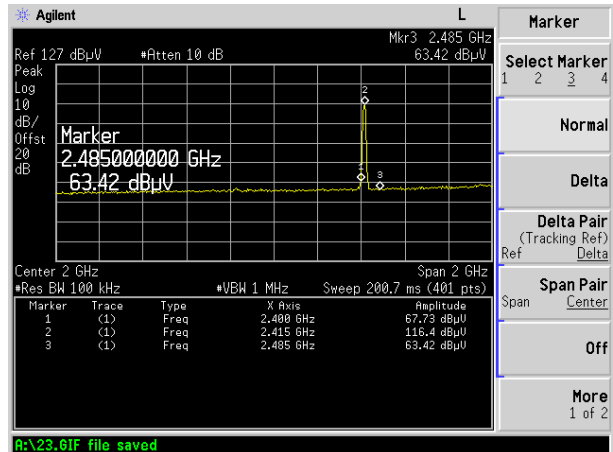 Agilent L
Mkr3 2.485 GHz
Ref 127 dBµV #Atten 10 dB 63.42 dBµV
Peak
Log
10
dB/
Offst
20
dB
2
1
3
Marker
2.485000000 GHz
63.42 dBµV
Center 2 GHz Span 2 GHz
#Res BW 100 kHz #VBW 1 MHz Sweep 200.7 ms (401 pts)
Marker Trace Type X Axis Amplitude
1 (1) Freq 2.400 GHz 67.73 dBµV
2 (1) Freq 2.415 GHz 116.4 dBµV
3 (1) Freq 2.485 GHz 63.42 dBµV
A:\23.GIF file saved
Marker
Select Marker
1 2 3 4
Normal
Delta
Delta Pair
(Tracking Ref)
Ref Delta
Span Pair
Span Center
Off
More
1 of 2